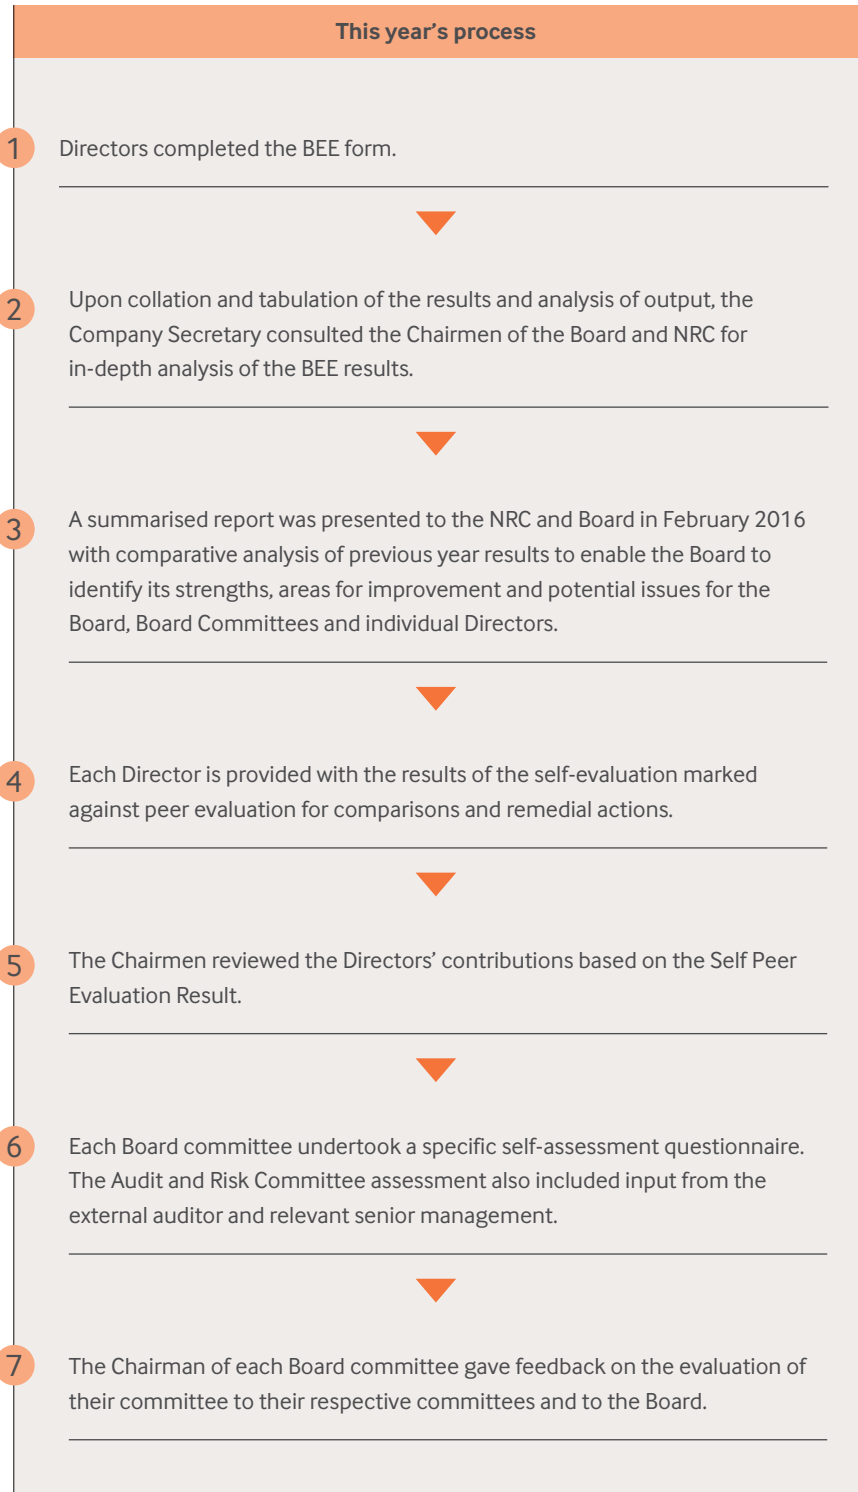 This year's process
1
Directors completed the BEE form.
2
Upon collation and tabulation of the results and analysis of output, the
Company Secretary consulted the Chairmen of the Board and NRC for
in-depth analysis of the BEE results.
3
A summarised report was presented to the NRC and Board in February 2016
with comparative analysis of previous year results to enable the Board to
identify its strengths, areas for improvement and potential issues for the
Board, Board Committees and individual Directors.
4
Each Director is provided with the results of the self-evaluation marked
against peer evaluation for comparisons and remedial actions.
5
The Chairmen reviewed the Directors’ contributions based on the Self Peer
Evaluation Result.
6
Each Board committee undertook a specific self-assessment questionnaire.
The Audit and Risk Committee assessment also included input from the
external auditor and relevant senior management.
7
The Chairman of each Board committee gave feedback on the evaluation of
their committee to their respective committees and to the Board.